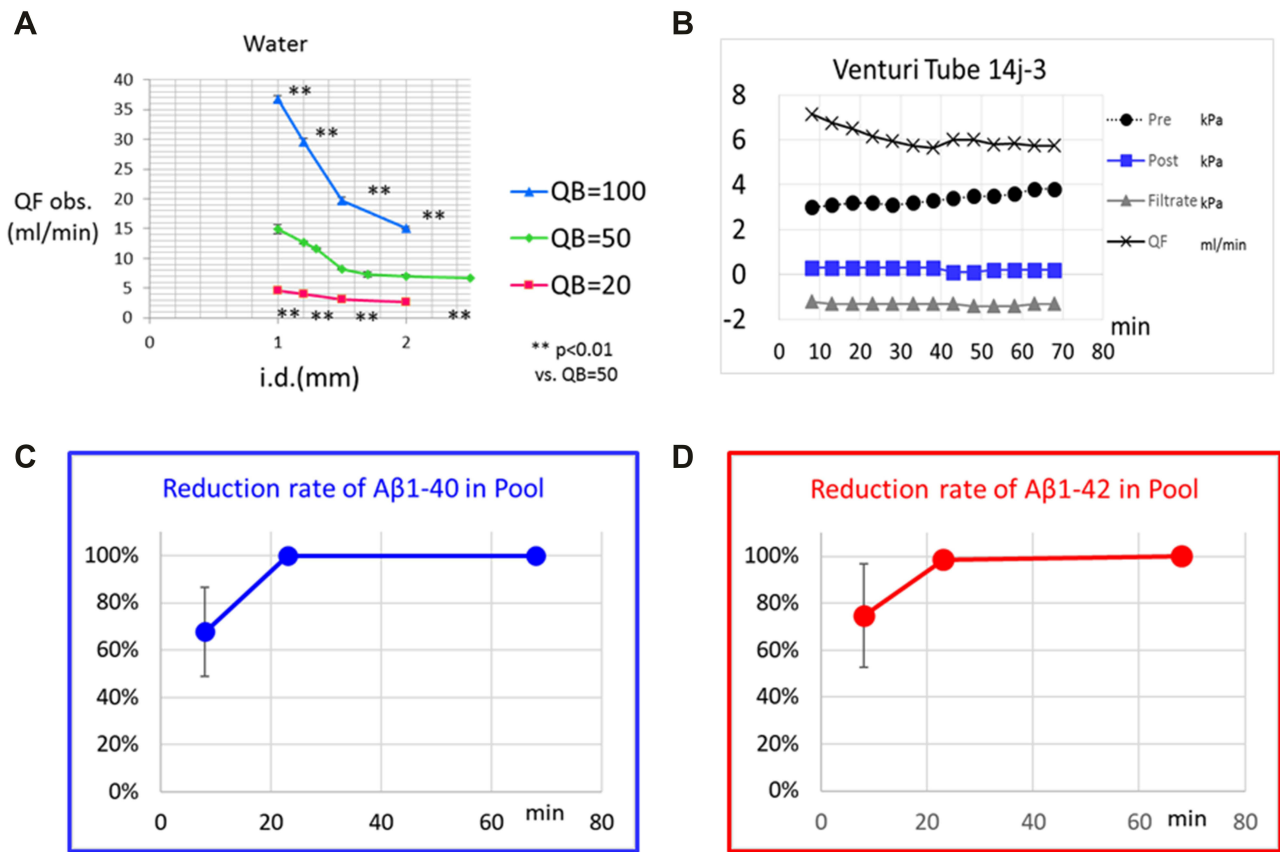 A
Water
40
35
30
25
20
15
10
5
0
QF obs.
(ml/min)
**
**
**
**
**
**
**
**
0
1
2
i.d.(mm)
QB=100
QB=50
QB=20
** p<0.01
vs. QB=50
B
Venturi Tube 14j-3
8
6
4
2
0
-2
0 10 20 30 40 50 60 70 80
min
Pre kPa
Post kPa
Filtrate kPa
QF ml/min
C
Reduction rate of Aβ1-40 in Pool
100%
80%
60%
40%
20%
0%
0 20 40 60 min 80
D
Reduction rate of Aβ1-42 in Pool
100%
80%
60%
40%
20%
0%
0 20 40 60 min 80